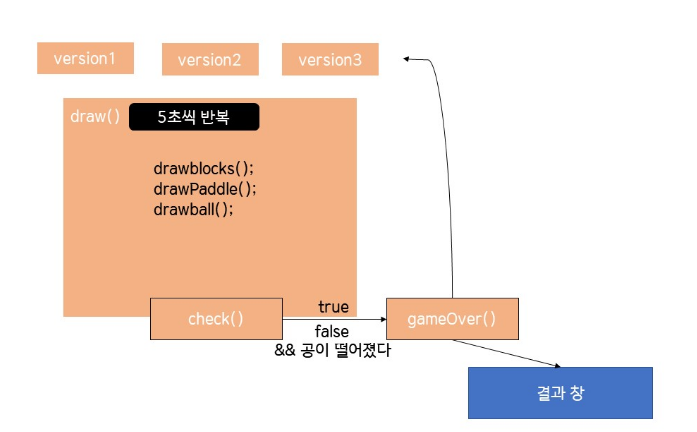 version1
version2
version3
draw()
5초씩 반복
drawblocks();
drawPaddle();
drawball();
check()
true
false
&& 공이 떨어졌다
gameOver()
결과 창